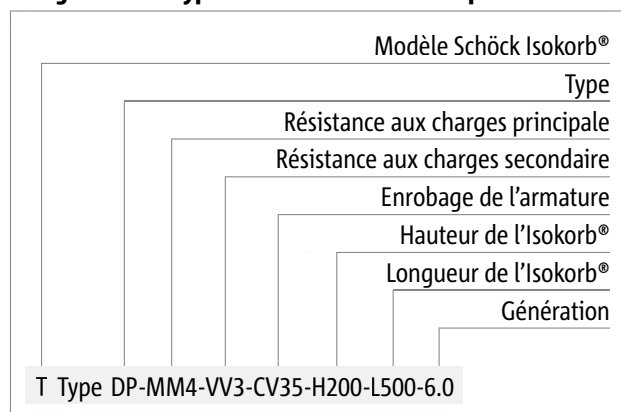 Modèle Schöck Isokorb®
Type
Résistance aux charges principale
Résistance aux charges secondaire
Enrobage de l’armature
Hauteur de l’Isokorb®
Longueur de l’Isokorb®
Génération
T Type DP-MM4-VV3-CV35-H200-L500-6.0